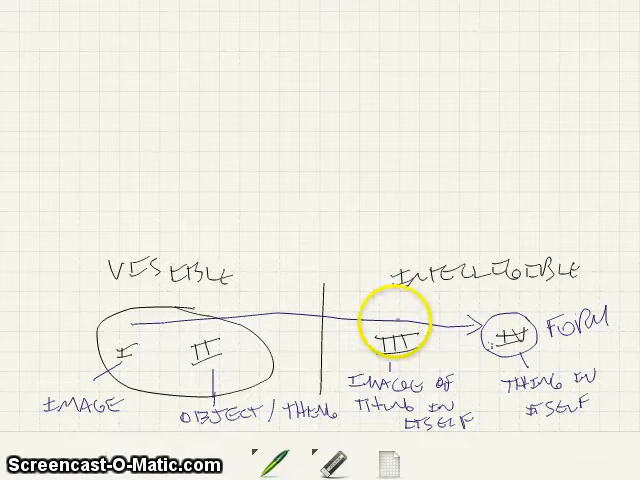 VISIBLE
INTELLIGIBLE
I
II
III
IV
FORM
IMAGE
OBJECT / THING
IMAGE OF
THING IN
ITSELF
THING IN
ITSELF
Screencast-O-Matic.com